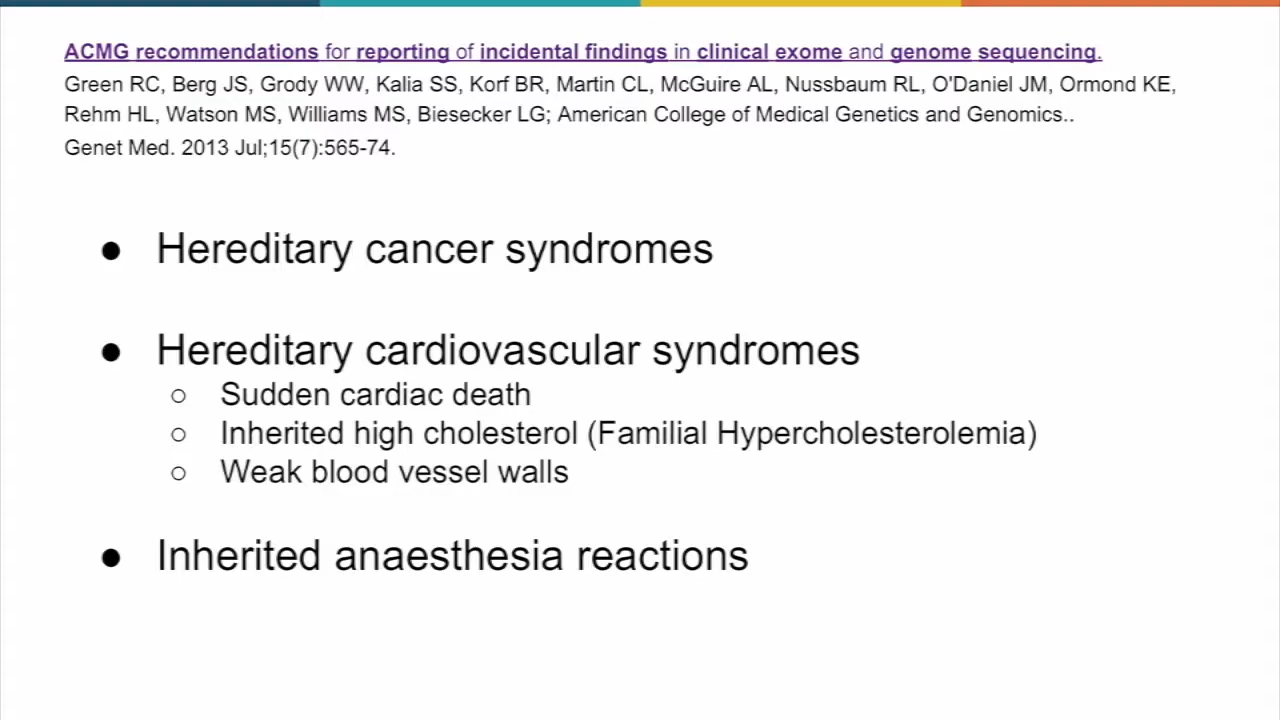 ACMG recommendations for reporting of incidental findings in clinical exome and genome sequencing.
Green RC, Berg JS, Grody WW, Kalia SS, Korf BR, Martin CL, McGuire AL, Nussbaum RL, O'Daniel JM, Ormond KE,
Rehm HL, Watson MS, Williams MS, Biesecker LG; American College of Medical Genetics and Genomics..
Genet Med. 2013 Jul;15(7):565-74.
● Hereditary cancer syndromes
● Hereditary cardiovascular syndromes
○ Sudden cardiac death
○ Inherited high cholesterol (Familial Hypercholesterolemia)
○ Weak blood vessel walls
● Inherited anaesthesia reactions